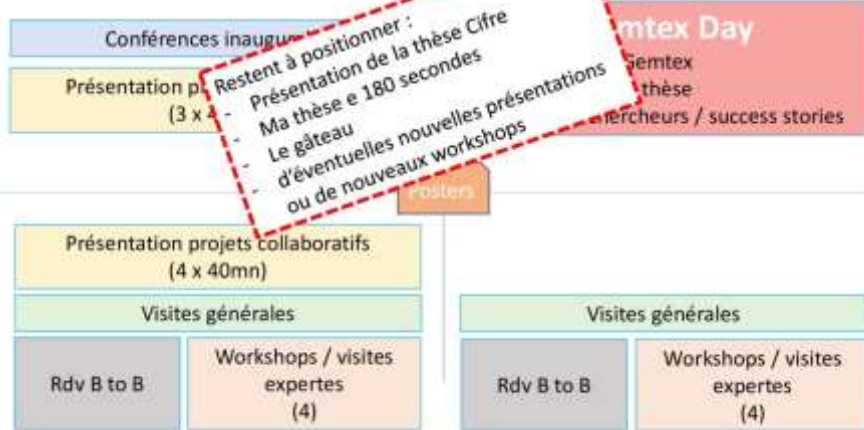 Conférences inaugu
Présentation p
(3 x 4
Restent à positionner :
- Présentation de la thèse Cifre
- Ma thèse e 180 secondes
- Le gâteau
- d'éventuelles nouvelles présentations
ou de nouveaux workshops
mtex Day
Gemtex
thèse
hercheurs / success stories
Posters
Présentation projets collaboratifs
(4 x 40mn)
Visites générales
Rdv B to B
Workshops / visites
expertes
(4)
Visites générales
Rdv B to B
Workshops / visites
expertes
(4)